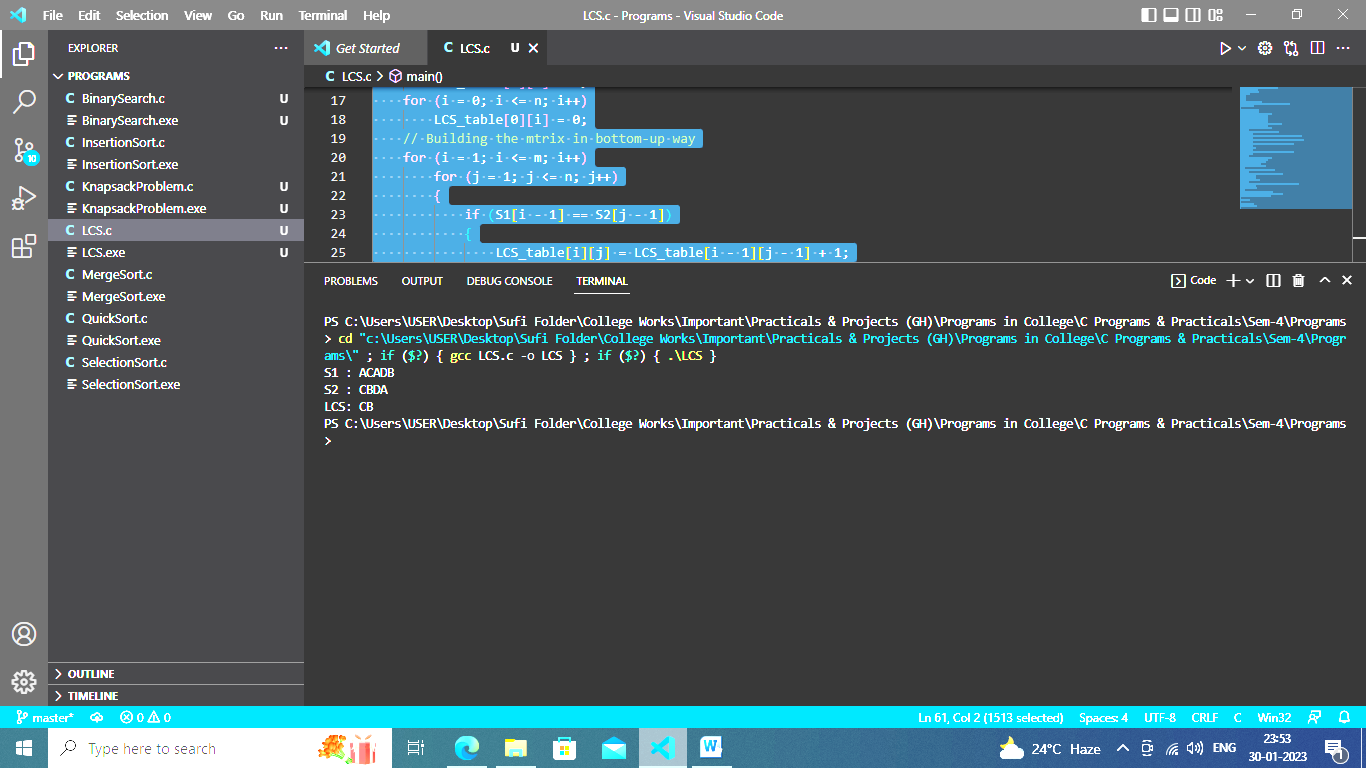 File Edit Selection View Go Run Terminal Help LCS.c - Programs - Visual Studio Code
EXPLORER ···
PROGRAMS
C BinarySearch.c U
BinarySearch.exe U
C InsertionSort.c
InsertionSort.exe
C KnapsackProblem.c U
KnapsackProblem.exe U
C LCS.c U
LCS.exe U
C MergeSort.c
MergeSort.exe
C QuickSort.c
QuickSort.exe
C SelectionSort.c
SelectionSort.exe
OUTLINE
TIMELINE
10
Get Started C LCS.c U
C LCS.c > main()
17 for (i = 0; i <= n; i++)
18 LCS_table[0][i] = 0;
19 // Building the mtrix in bottom-up way
20 for (i = 1; i <= m; i++)
21 for (j = 1; j <= n; j++)
22 {
23 if (S1[i - 1] == S2[j - 1])
24 {
25 LCS_table[i][j] = LCS_table[i - 1][j - 1] + 1;
PROBLEMS OUTPUT DEBUG CONSOLE TERMINAL Code
PS C:\Users\USER\Desktop\Sufi Folder\College Works\Important\Practicals & Projects (GH)\Programs in College\C Programs & Practicals\Sem-4\Programs
> cd "c:\Users\USER\Desktop\Sufi Folder\College Works\Important\Practicals & Projects (GH)\Programs in College\C Programs & Practicals\Sem-4\Progr
ams\" ; if ($?) { gcc LCS.c -o LCS } ; if ($?) { .\LCS }
S1 : ACADB
S2 : CBDA
LCS: CB
PS C:\Users\USER\Desktop\Sufi Folder\College Works\Important\Practicals & Projects (GH)\Programs in College\C Programs & Practicals\Sem-4\Programs
>
master* 0 0 Ln 61, Col 2 (1513 selected) Spaces: 4 UTF-8 CRLF C Win32
Type here to search W 24°C Haze ENG 23:53
30-01-2023 1